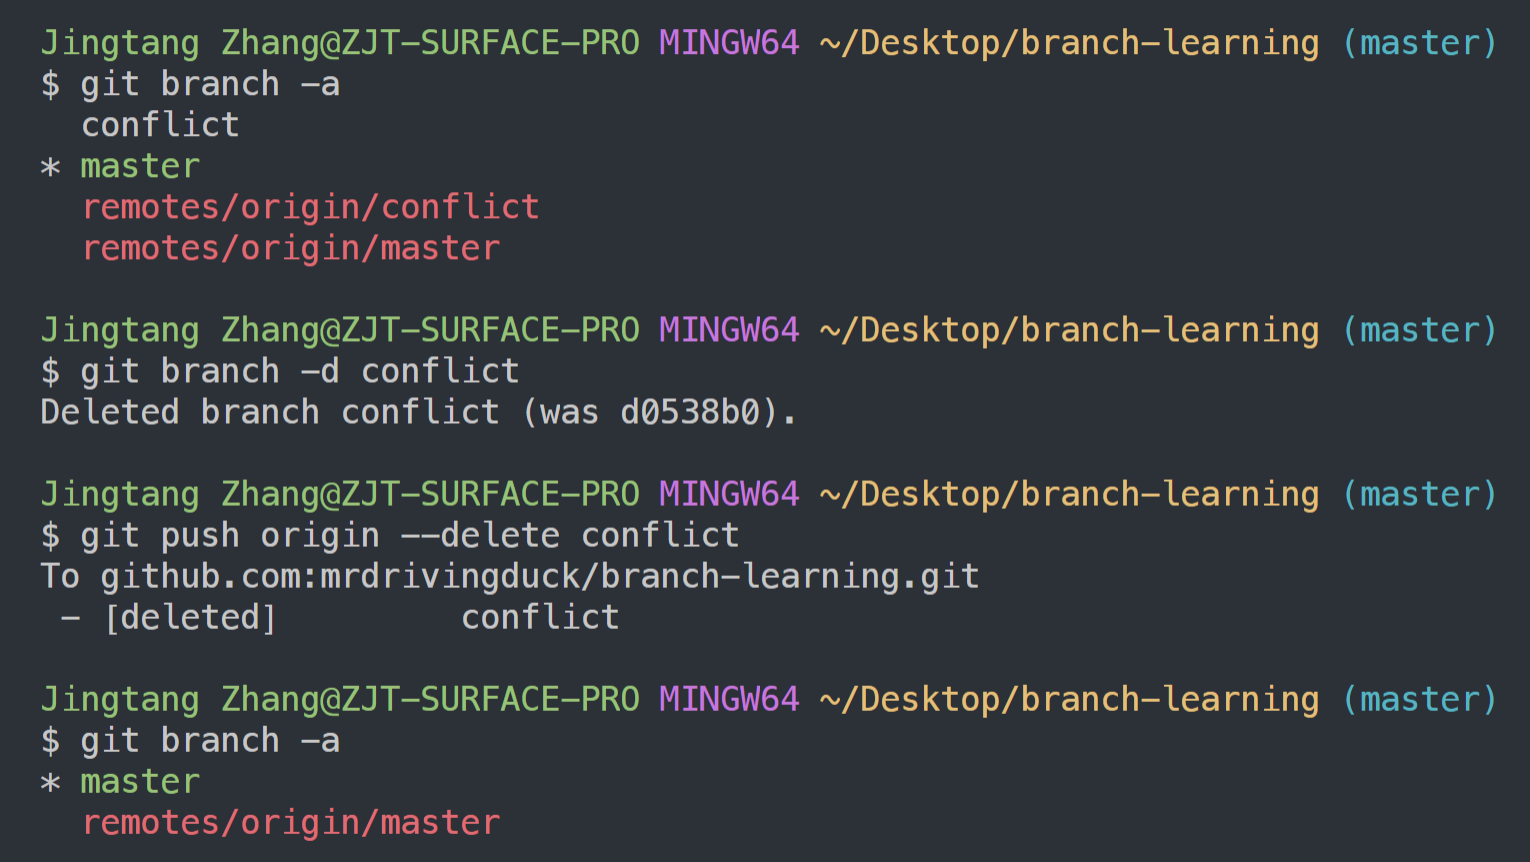 Jingtang Zhang@ZJT-SURFACE-PRO MINGW64 ~/Desktop/branch-learning (master)
$ git branch -a
  conflict
* master
  remotes/origin/conflict
  remotes/origin/master

Jingtang Zhang@ZJT-SURFACE-PRO MINGW64 ~/Desktop/branch-learning (master)
$ git branch -d conflict
Deleted branch conflict (was d0538b0).

Jingtang Zhang@ZJT-SURFACE-PRO MINGW64 ~/Desktop/branch-learning (master)
$ git push origin --delete conflict
To github.com:mrdrivingduck/branch-learning.git
 - [deleted]         conflict

Jingtang Zhang@ZJT-SURFACE-PRO MINGW64 ~/Desktop/branch-learning (master)
$ git branch -a
* master
  remotes/origin/master